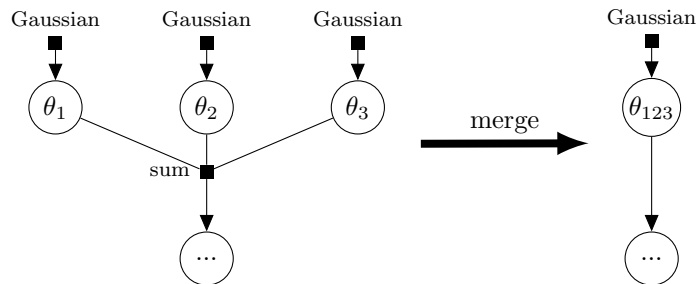 Gaussian Gaussian Gaussian Gaussian
θ₁ θ₂ θ₃ θ₁₂₃
merge
sum
... ...